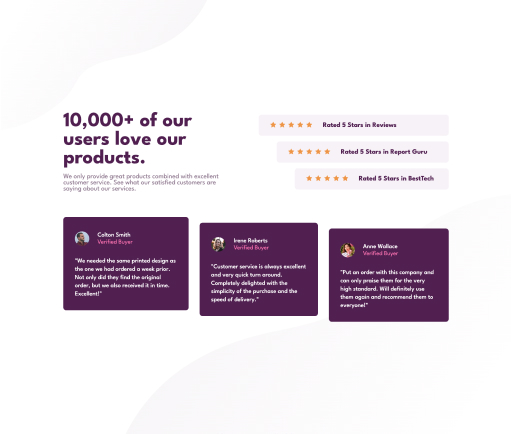 10,000+ of our
users love our
products.
We only provide great products combined with excellent
customer service. See what our satisfied customers are
saying about our services.
Rated 5 Stars in Reviews
Rated 5 Stars in Report Guru
Rated 5 Stars in BestTech
Colton Smith
Verified Buyer
"We needed the same printed design as
the one we had ordered a week prior.
Not only did they find the original
order, but we also received it in time.
Excellent!"
Irene Roberts
Verified Buyer
"Customer service is always excellent
and very quick turn around.
Completely delighted with the
simplicity of the purchase and the
speed of delivery."
Anne Wallace
Verified Buyer
"Put an order with this company and
can only praise them for the very
high standard. Will definitely use
them again and recommend them to
everyone!"